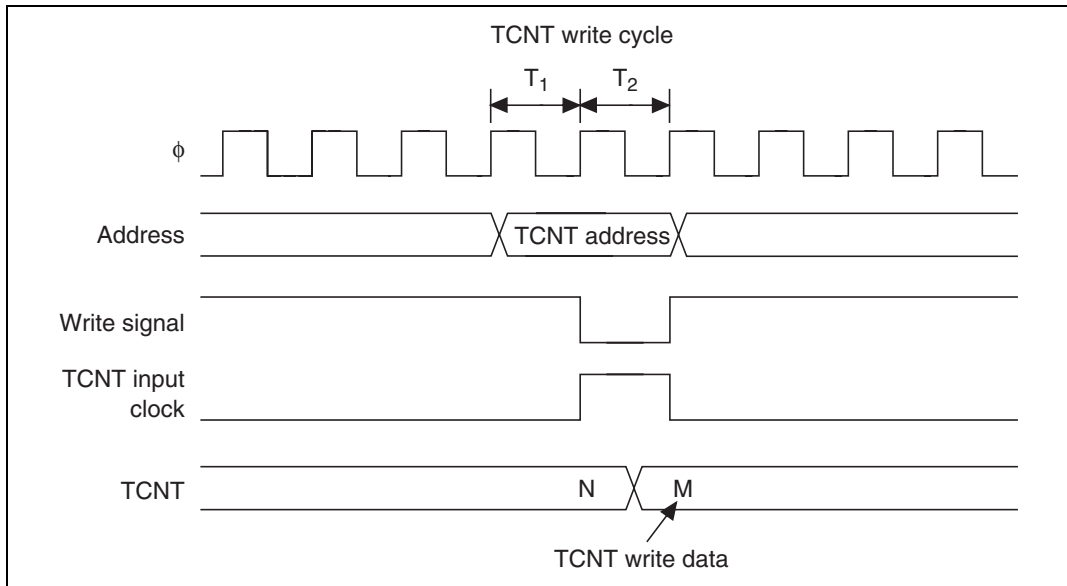 TCNT write cycle
T1 T2
ϕ
Address
TCNT address
Write signal
TCNT input
clock
TCNT
N M
TCNT write data